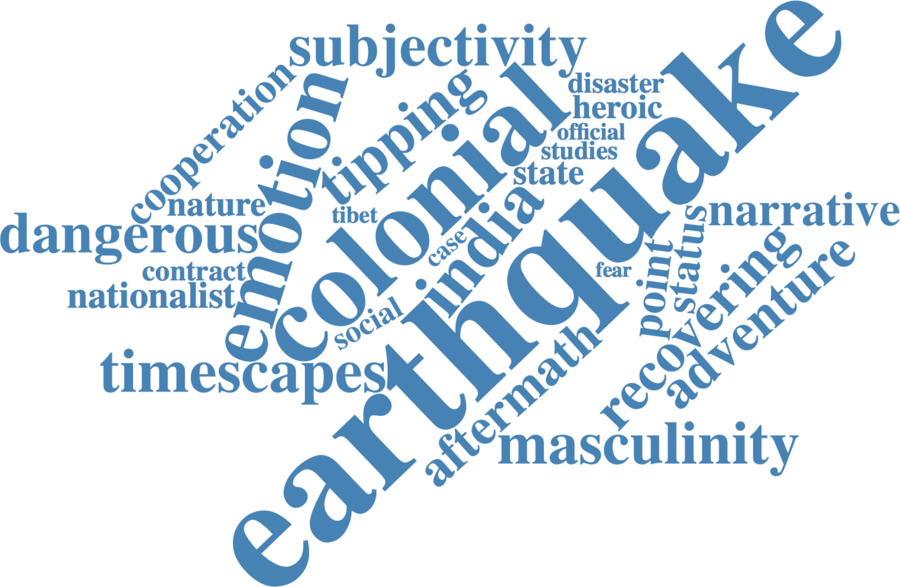 subjectivity
cooperation
emotion
tipping
colonial
earthquake
disaster
heroic
official
studies
state
nature
tibet
dangerous
contract
nationalist
case
india
social
fear
point
status
narrative
recovering
adventure
timescapes
aftermath
masculinity